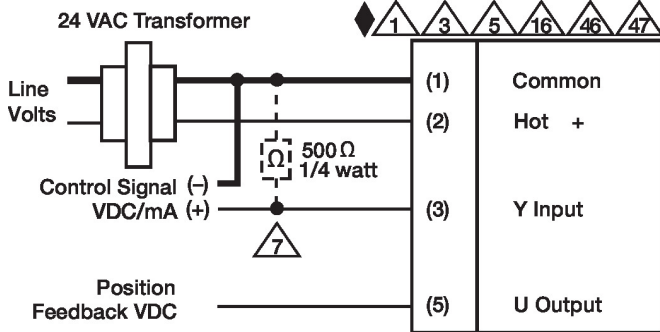 24 VAC Transformer
1 3 5 16 46 47
Line
Volts
(1) Common
(2) Hot +
Ω 500 Ω
1/4 watt
Control Signal (–)
VDC/mA (+)
(3) Y Input
7
Position
Feedback VDC
(5) U Output